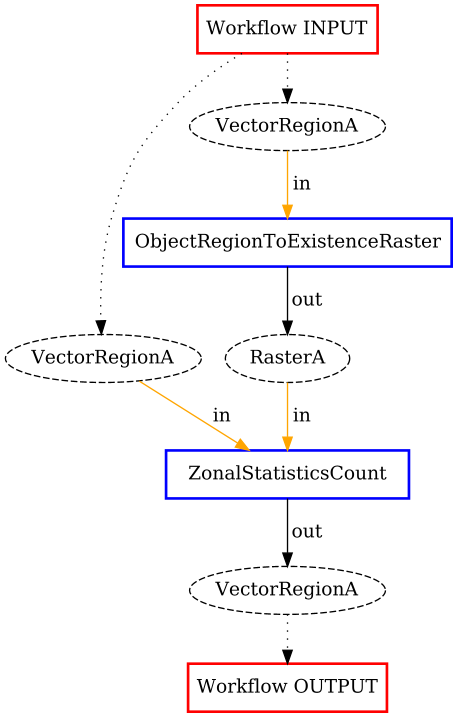 Workflow INPUT
VectorRegionA
in
ObjectRegionToExistenceRaster
out
VectorRegionA
RasterA
in
in
ZonalStatisticsCount
out
VectorRegionA
Workflow OUTPUT